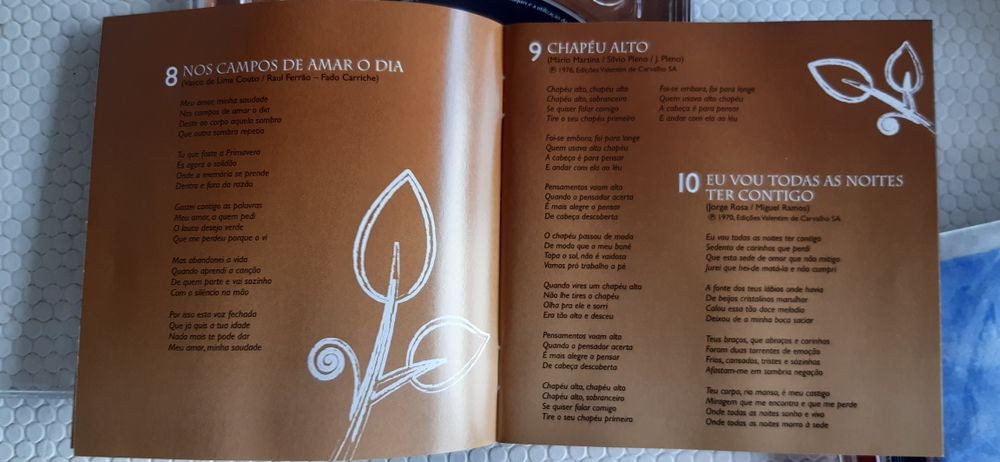 8 NOS CAMPOS DE AMAR O DIA
(Vasco de Lima Couto / Raul Ferrão – Fado Carriche)
Meu amor, minha saudade
Nos campos de amar o dia
Deste ao corpo aquela sombra
Que outra sombra repetia
Tu que foste a Primavera
És agora a solidão
Onde a memória se prende
Dentro e fora da razão
Gastei contigo as palavras
Meu amor, a quem pedi
O louco desejo verde
Que me perdeu porque o vi
Mas abandonei a vida
Quando aprendi a canção
De quem parte e vai sozinho
Com o silêncio na mão
Por isso esta voz fechada
Que já quis a tua idade
Nada mais te pode dar
Meu amor, minha saudade
9 CHAPÉU ALTO
(Mário Martins / Sílvio Pleno / J. Pleno)
℗ 1976, Edições Valentim de Carvalho SA
Chapéu alto, chapéu alto
Chapéu alto, sobranceiro
Se quiser falar comigo
Tire o seu chapéu primeiro
Foi-se embora, foi para longe
Quem usava alto chapéu
A cabeça é para pensar
E andar com ela ao léu
Pensamentos voam alto
Quando o pensador acerta
É mais alegre o pensar
De cabeça descoberta
O chapéu passou de moda
De modo que a meu boné
Tapa o sol, não é vaidoso
Vamos pró trabalho a pé
Quando vires um chapéu
Não lhe tires o chapéu
Olha pra ele e sorri
Era tão alto e desceu
Pensamentos voam alto
Quando o pensador acerta
É mais alegre o pensar
De cabeça descoberta
Chapéu alto, chapéu alto
Chapéu alto, sobranceiro
Se quiser falar comigo
Tire o seu chapéu primeiro
Foi-se embora, foi para longe
Quem usava alto chapéu
A cabeça é para pensar
E andar com ela ao léu
10 EU VOU TODAS AS NOITES
TER CONTIGO
(Jorge Rosa / Miguel Ramos)
℗ 1970, Edições Valentim de Carvalho SA
Eu vou todas as noites ter contigo
Sedento de carinhos que perdi
Que esta sede de amor que não mitigo
Jurei que hei-de matá-la e não cumpri
A fonte dos teus lábios onde havia
De beijos cristalinos marulhar
Calou essa tão doce melodia
Deixou de a minha boca saciar
Teus braços, que abraços e carinhos
Foram duas torrentes de emoção
Frios, cansados, tristes e sozinhos
Afastam-me em sombria negação
Teu corpo, rio manso, é meu castigo
Miragem que me encontra e que me perde
Onde todas as noites sonho e vivo
Onde todas as noites morro à sede